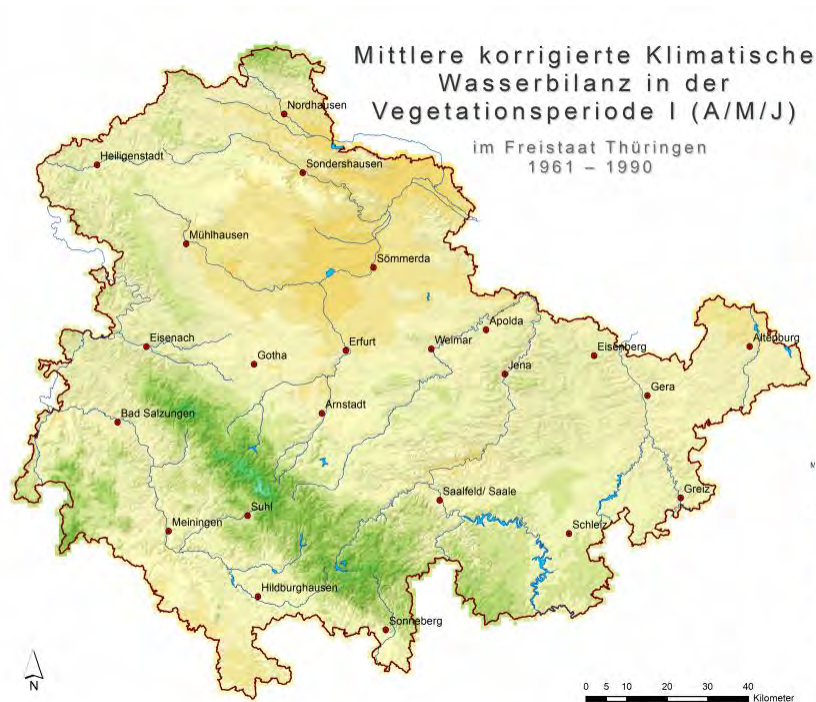 Mittlere korrigierte Klimatische
Wasserbilanz in der
Vegetationsperiode I (A/M/J)
im Freistaat Thüringen
1961 – 1990
Nordhausen
Heiligenstadt
Sondershausen
Mühlhausen
Sömmerda
Apolda
Eisenach
Erfurt
Weimar
Eisenberg
Altenburg
Gotha
Jena
Gera
Arnstadt
Bad Salzungen
M
Saalfeld/ Saale
Greiz
Suhl
Meiningen
Schleiz
Hildburghausen
Sonneberg
N
0 5 10 20 30 40
Kilometer